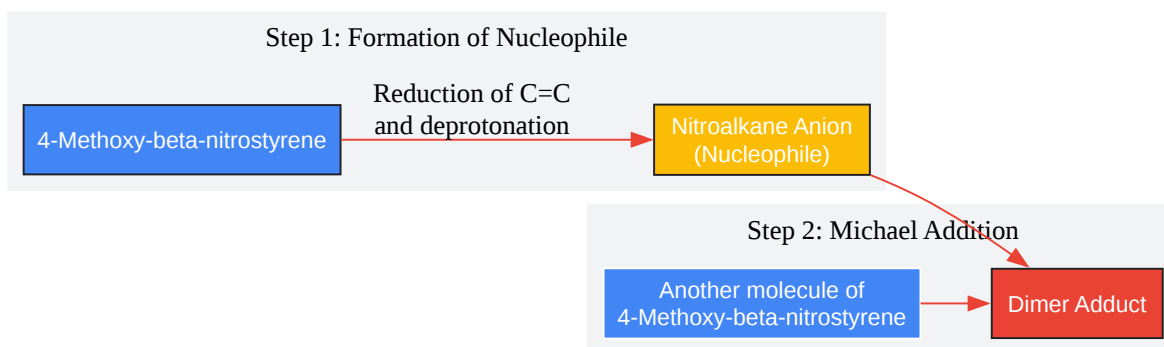 Step 1: Formation of Nucleophile
Reduction of C=C
and deprotonation
4-Methoxy-beta-nitrostyrene
Nitroalkane Anion
(Nucleophile)
Step 2: Michael Addition
Another molecule of
4-Methoxy-beta-nitrostyrene
Dimer Adduct